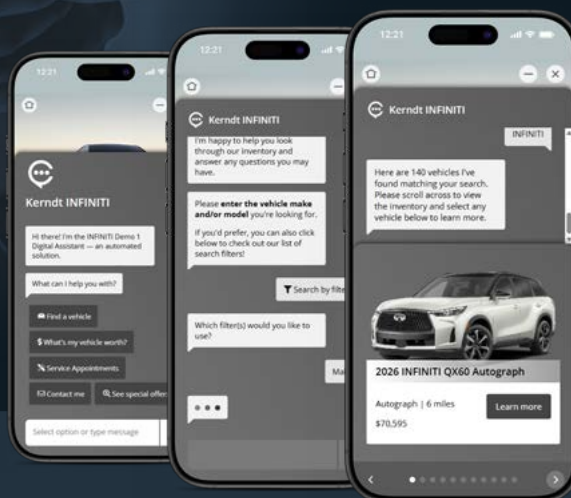 12:21
Kerndt INFINITI
Hi there! I'm the INFINITI Demo 1
Digital Assistant — an automated
solution.
What can I help you with?
Find a vehicle
$ What's my vehicle worth?
Service Appointments
Contact me
See special offer
Select option or type message
12:21
Kerndt INFINITI
I'm happy to help you look
through our inventory and
answer any questions you may
have.
Please enter the vehicle make
and/or model you're looking for.
If you'd prefer, you can also click
below to check out our list of
search filters!
Search by filte
Which filter(s) would you like to
use?
Ma
12:21
Kerndt INFINITI
INFINITI
Here are 140 vehicles I've
found matching your search.
Please scroll across to view
the inventory and select any
vehicle below to learn more.
2026 INFINITI QX60 Autograph
Autograph | 6 miles
$70,595
Learn more